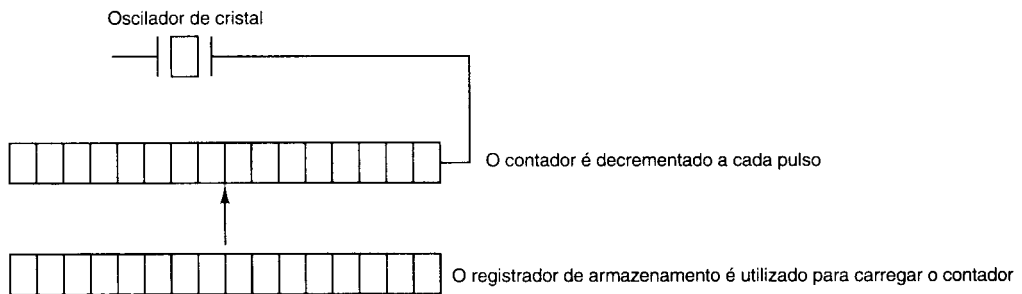 Oscilador de cristal
O contador é decrementado a cada pulso
O registrador de armazenamento é utilizado para carregar o contador